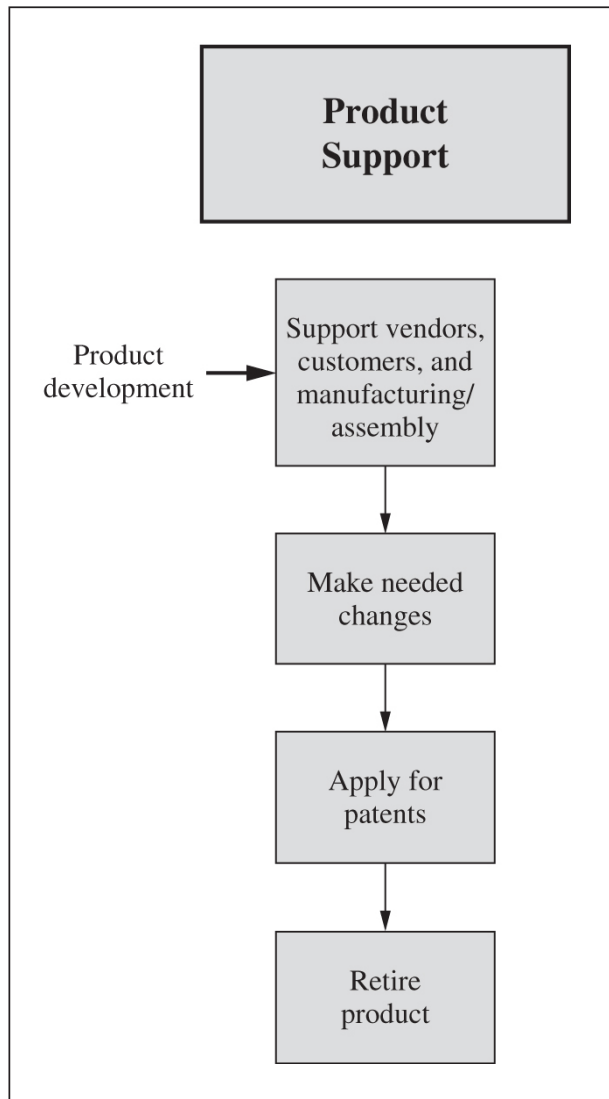 Product
Support
Support vendors,
customers, and
manufacturing/
assembly
Product
development
Make needed
changes
Apply for
patents
Retire
product